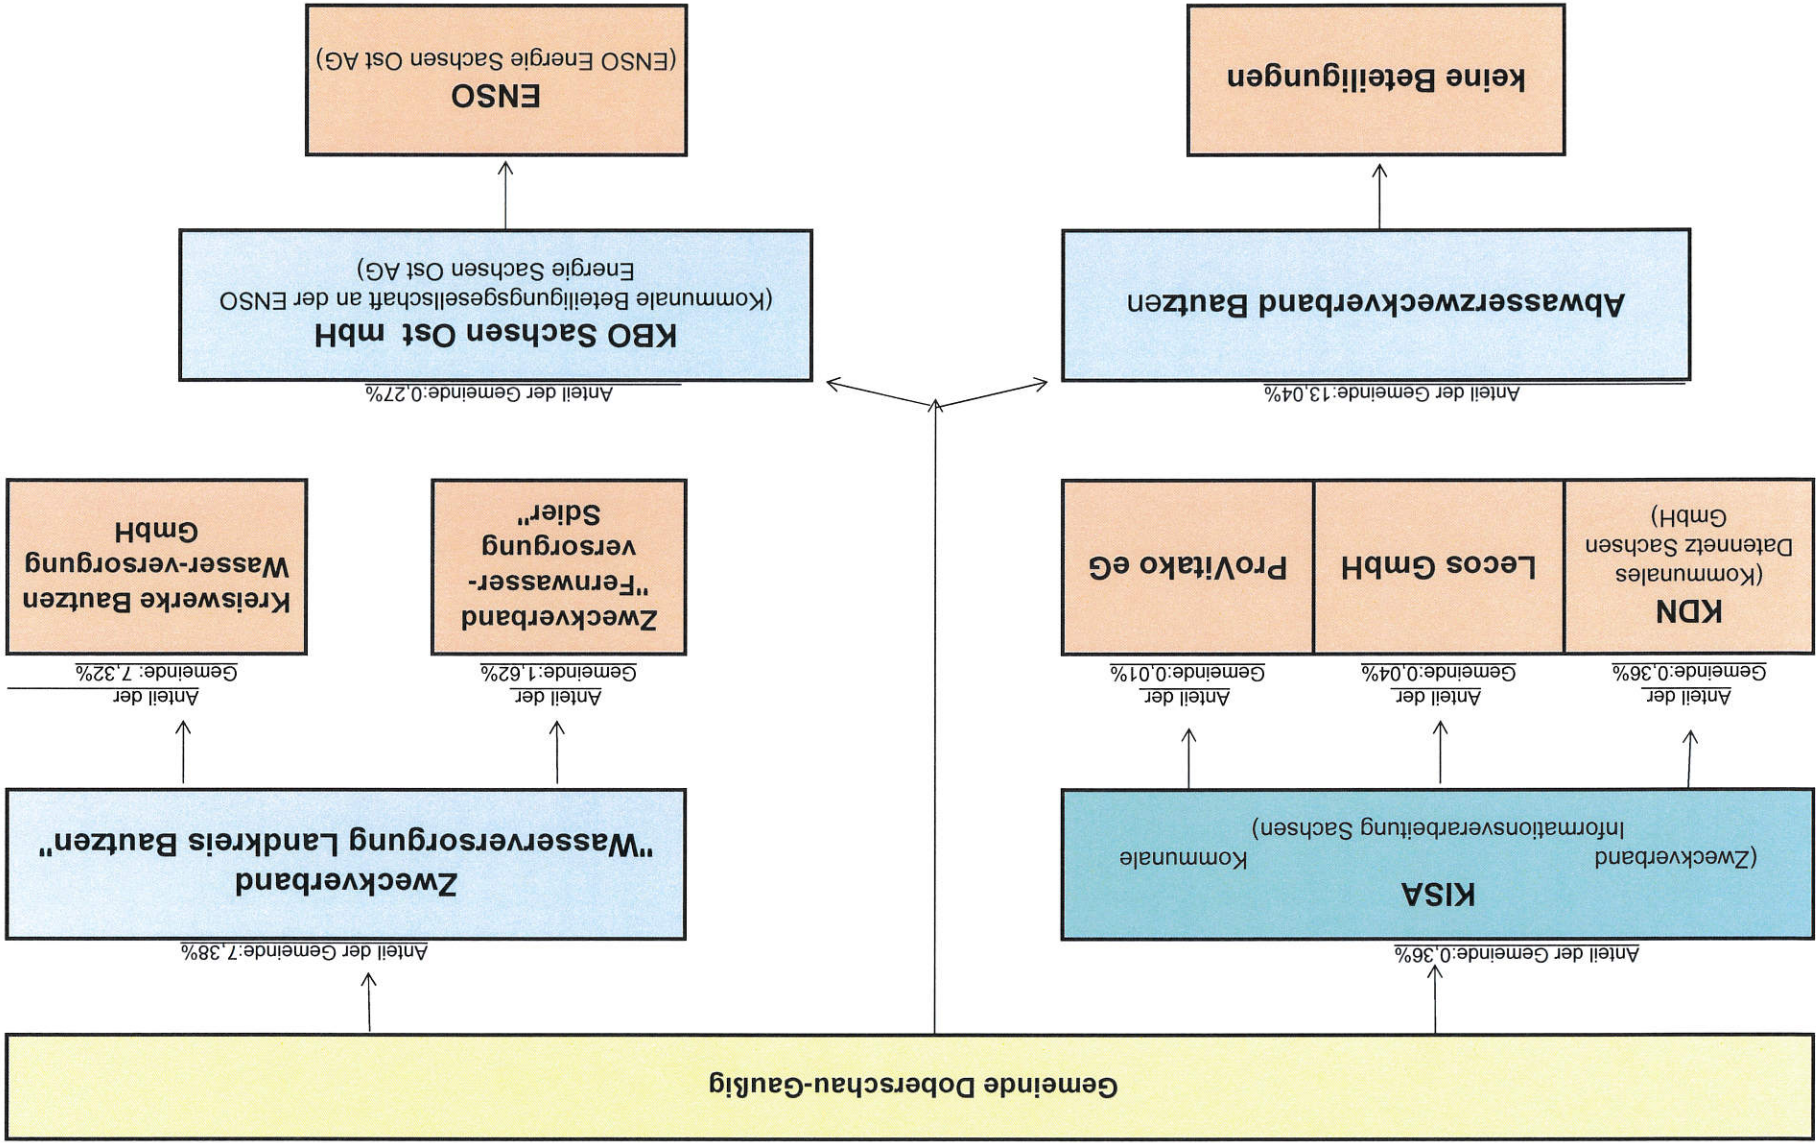 Gemeinde Doberschau-Gaußig
Anteil der Gemeinde:0,36%
KISA
(Zweckverband Kommunale
Informationsverarbeitung Sachsen)
Anteil der Gemeinde:7,38%
Zweckverband
"Wasserversorgung Landkreis Bautzen"
Anteil der
Gemeinde:0,36%
KDN
(Kommunales
Datennetz Sachsen
GmbH)
Anteil der
Gemeinde:0,04%
Lecos GmbH
Anteil der
Gemeinde:0,01%
ProVitako eG
Anteil der
Gemeinde:1,62%
Zweckverband
"Fernwasser-
versorgung
Sdier"
Anteil der
Gemeinde: 7,32%
Kreiswerke Bautzen
Wasser-versorgung
GmbH
Anteil der Gemeinde:13,04%
Abwasserzweckverband Bautzen
Anteil der Gemeinde:0,27%
KBO Sachsen Ost mbH
(Kommunale Beteiligungsgesellschaft an der ENSO
Energie Sachsen Ost AG)
keine Beteiligungen
ENSO
(ENSO Energie Sachsen Ost AG)